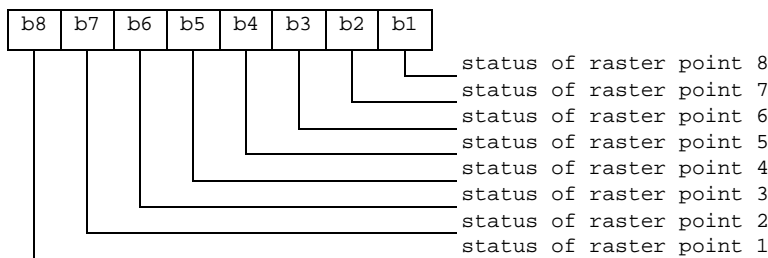 b8 b7 b6 b5 b4 b3 b2 b1
status of raster point 8
status of raster point 7
status of raster point 6
status of raster point 5
status of raster point 4
status of raster point 3
status of raster point 2
status of raster point 1